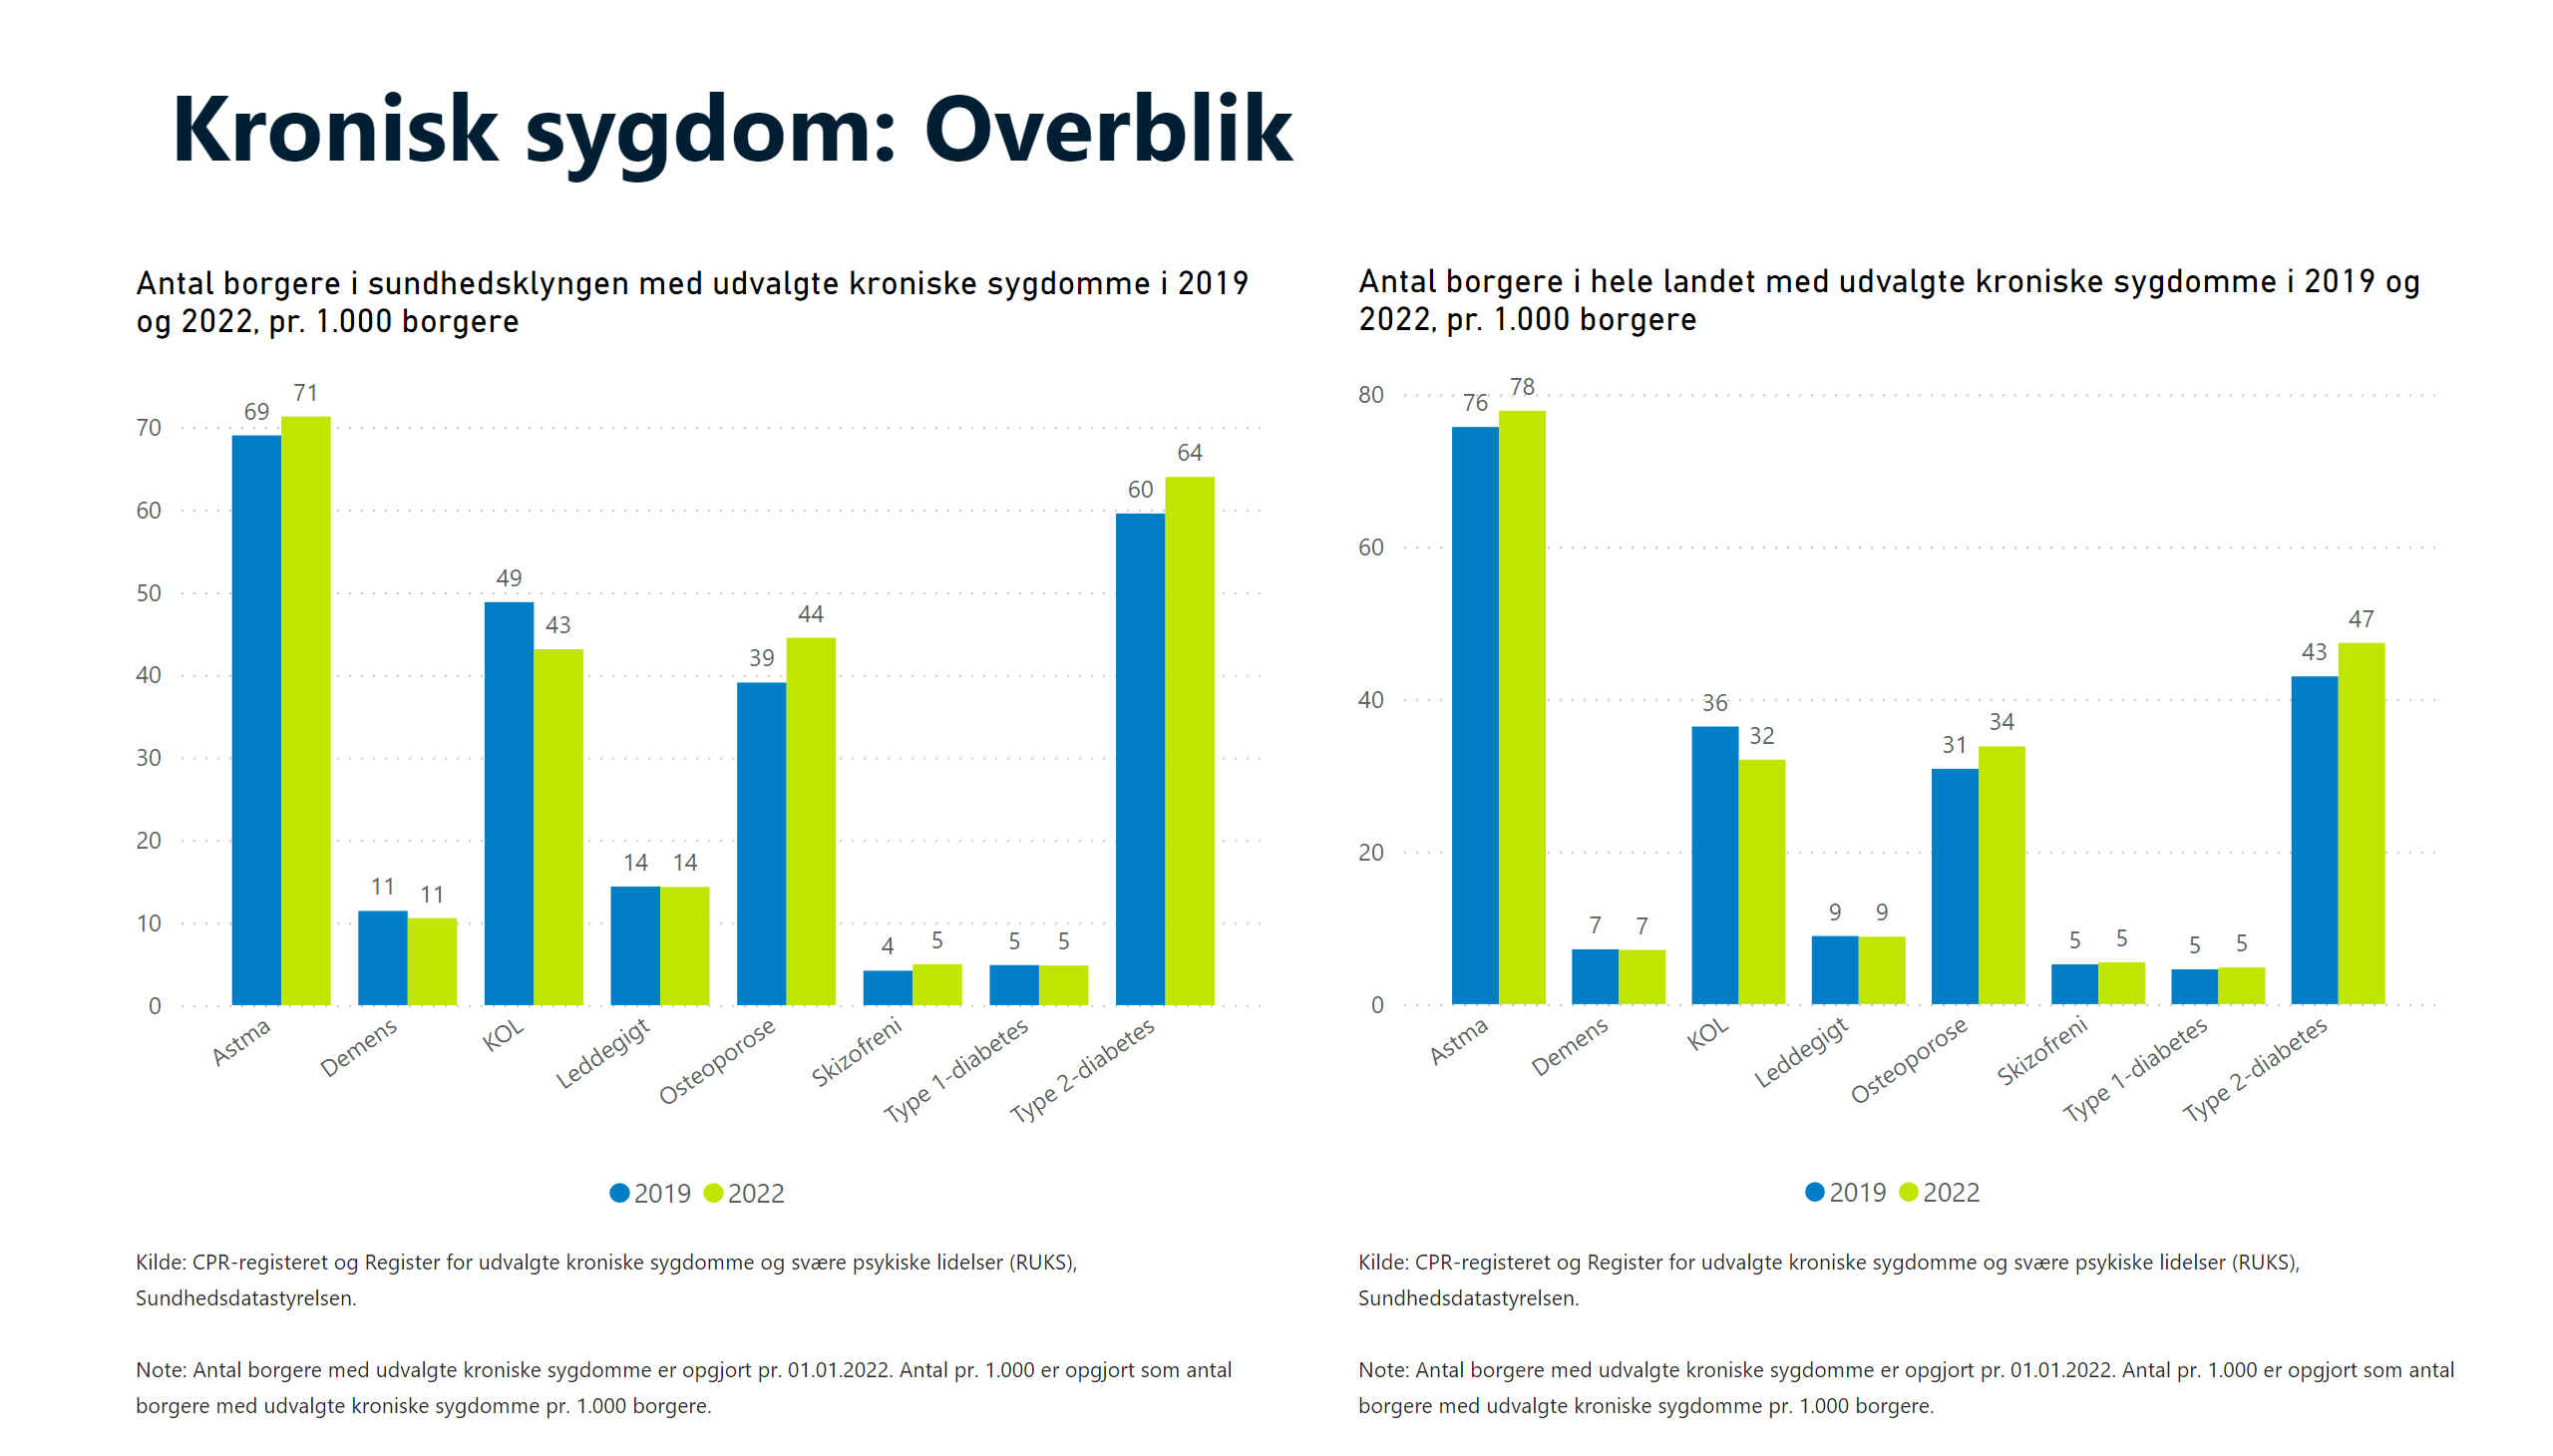 Kronisk sygdom: Overblik
Antal borgere i sundhedsklyngen med udvalgte kroniske sygdomme i 2019
og 2022, pr. 1.000 borgere
70
60
50
40
30
20
10
0
69
71
11
11
49
43
14
14
39
44
4
5
5
5
60
64
Astma
Demens
KOL
Leddegigt
Osteoporose
Skizofreni
Type 1-diabetes
Type 2-diabetes
2019 2022
Kilde: CPR-registeret og Register for udvalgte kroniske sygdomme og svære psykiske lidelser (RUKS),
Sundhedsdatastyrelsen.
Note: Antal borgere med udvalgte kroniske sygdomme er opgjort pr. 01.01.2022. Antal pr. 1.000 er opgjort som antal
borgere med udvalgte kroniske sygdomme pr. 1.000 borgere.
Antal borgere i hele landet med udvalgte kroniske sygdomme i 2019 og
2022, pr. 1.000 borgere
80
60
40
20
0
76
78
7
7
36
32
9
9
31
34
5
5
5
5
43
47
Astma
Demens
KOL
Leddegigt
Osteoporose
Skizofreni
Type 1-diabetes
Type 2-diabetes
2019 2022
Kilde: CPR-registeret og Register for udvalgte kroniske sygdomme og svære psykiske lidelser (RUKS),
Sundhedsdatastyrelsen.
Note: Antal borgere med udvalgte kroniske sygdomme er opgjort pr. 01.01.2022. Antal pr. 1.000 er opgjort som antal
borgere med udvalgte kroniske sygdomme pr. 1.000 borgere.